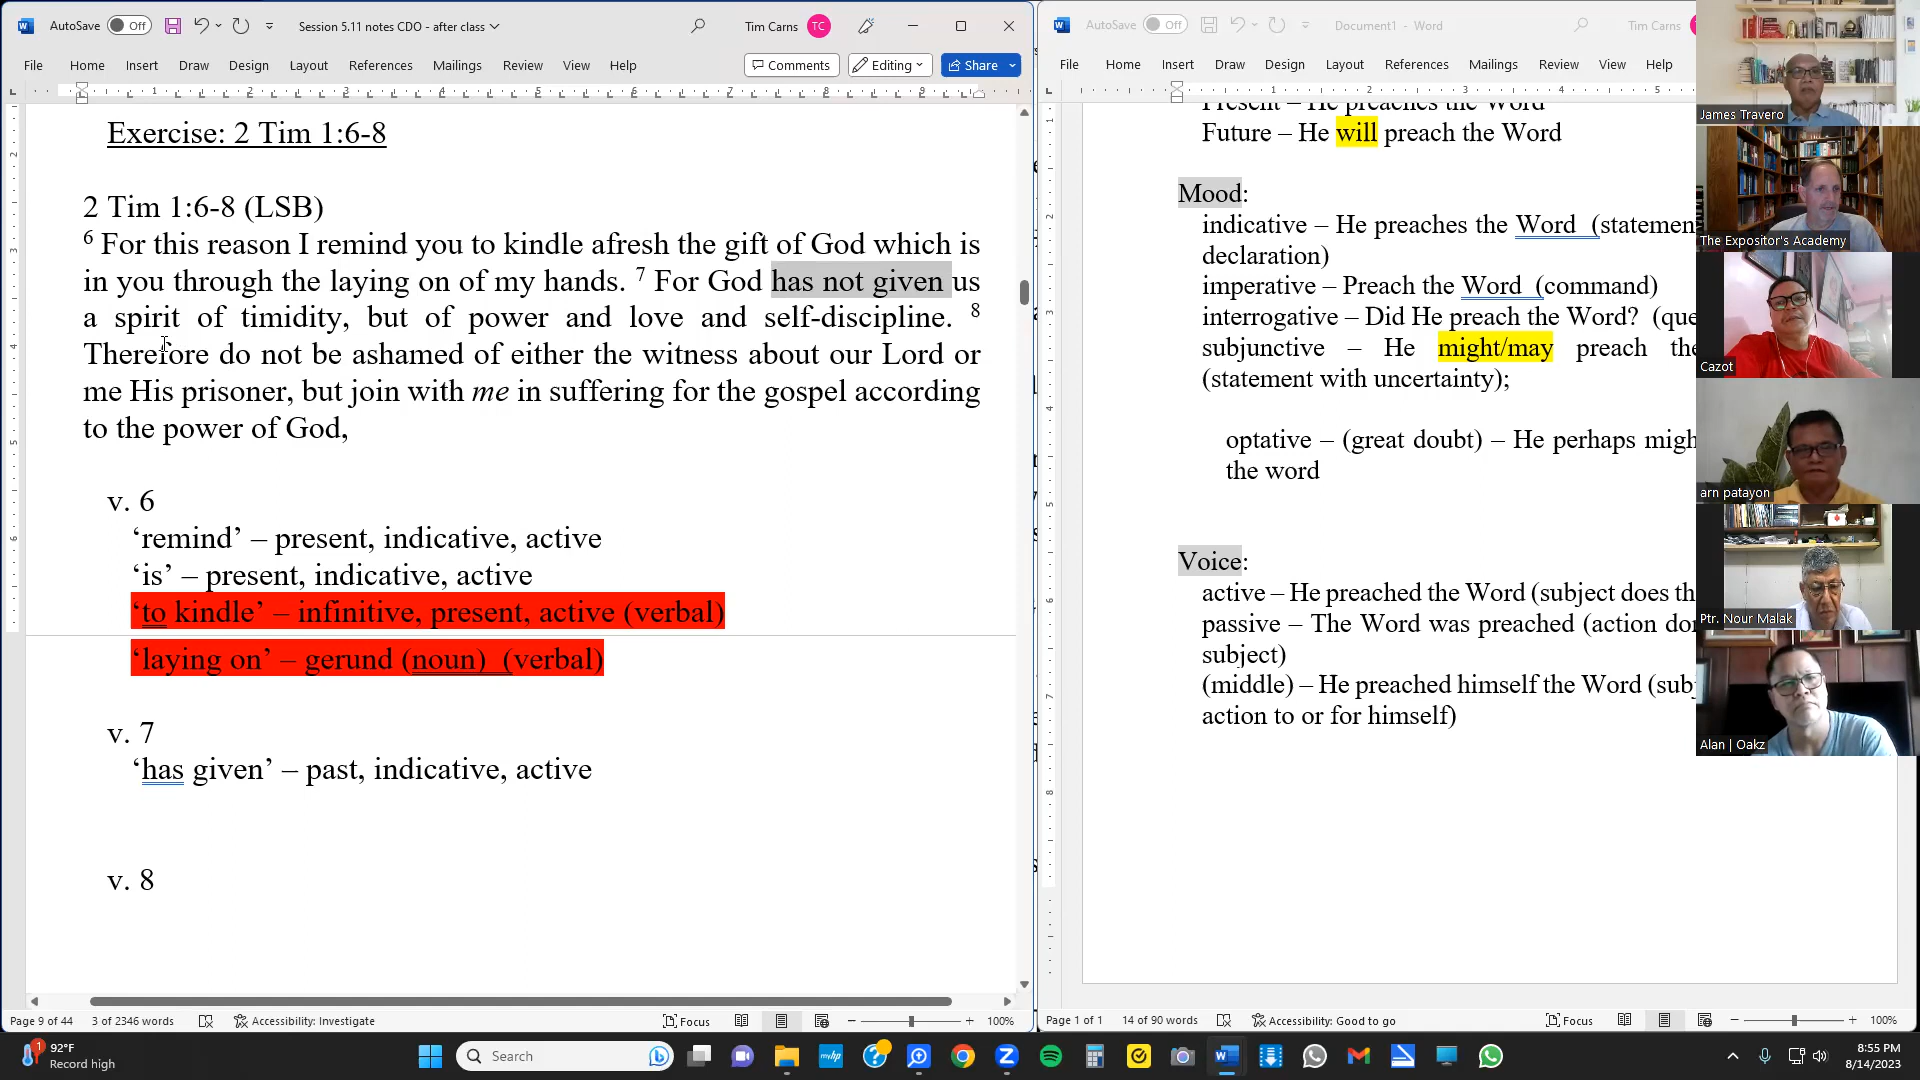 AutoSave Off Session 5.11 notes CDO - after class Tim Carns TC
File Home Insert Draw Design Layout References Mailings Review View Help Comments Editing Share
Exercise: 2 Tim 1:6-8
2 Tim 1:6-8 (LSB)
6 For this reason I remind you to kindle afresh the gift of God which is
in you through the laying on of my hands. 7 For God has not given us
a spirit of timidity, but of power and love and self-discipline. 8
Therefore do not be ashamed of either the witness about our Lord or
me His prisoner, but join with me in suffering for the gospel according
to the power of God,
v. 6
‘remind’ – present, indicative, active
‘is’ – present, indicative, active
‘to kindle’ – infinitive, present, active (verbal)
‘laying on’ – gerund (noun) (verbal)
v. 7
‘has given’ – past, indicative, active
v. 8
Page 9 of 44 3 of 2346 words Accessibility: Investigate Focus 100%
AutoSave Off Document1 - Word Tim Carns
File Home Insert Draw Design Layout References Mailings Review View Help
Present – He preaches the Word
Future – He will preach the Word
Mood:
indicative – He preaches the Word (statemen
declaration)
imperative – Preach the Word (command)
interrogative – Did He preach the Word? (que
subjunctive – He might/may preach the
(statement with uncertainty);
optative – (great doubt) – He perhaps migh
the word
Voice:
active – He preached the Word (subject does th
passive – The Word was preached (action don
subject)
(middle) – He preached himself the Word (subj
action to or for himself)
Page 1 of 1 14 of 90 words Accessibility: Good to go Focus 100%
James Travero
The Expositor's Academy
Cazot
arn patayon
Ptr. Nour Malak
Alan | Oakz
1
92°F
Record high
Search
myhp
8:55 PM
8/14/2023